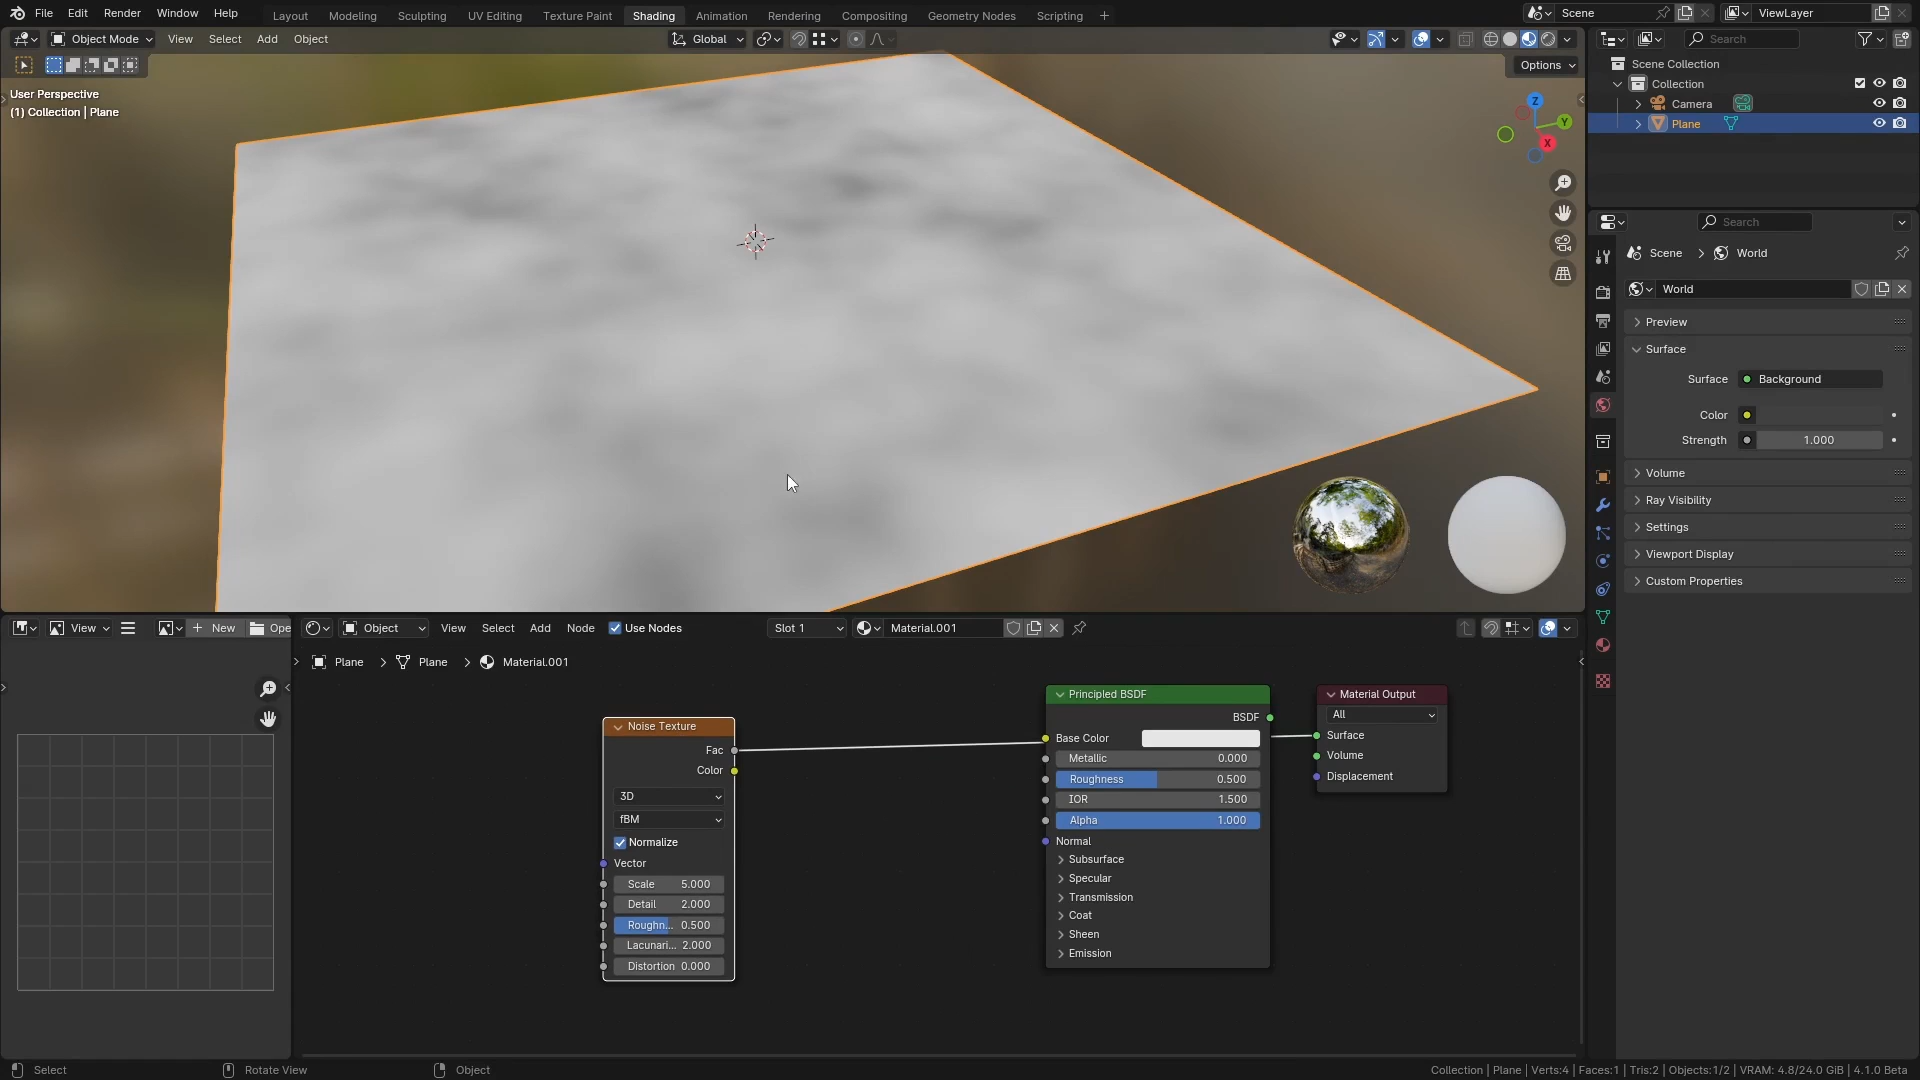 File Edit Render Window Help Layout Modeling Sculpting UV Editing Texture Paint Shading Animation Rendering Compositing Geometry Nodes Scripting + Scene ViewLayer
Object Mode View Select Add Object Global Search
Options
User Perspective
(1) Collection | Plane
Z
Y
X
Scene Collection
Collection
Camera
Plane
Search
Scene > World
World
Preview
Surface
Surface Background
Color
Strength 1.000
Volume
Ray Visibility
Settings
Viewport Display
Custom Properties
View + New Ope
Object View Select Add Node Use Nodes Slot 1 Material.001
Plane > Plane > Material.001
Noise Texture
Fac
Color
3D
fBM
Normalize
Vector
Scale 5.000
Detail 2.000
Roughn... 0.500
Lacunari... 2.000
Distortion 0.000
Principled BSDF
BSDF
Base Color
Metallic 0.000
Roughness 0.500
IOR 1.500
Alpha 1.000
Normal
Subsurface
Specular
Transmission
Coat
Sheen
Emission
Material Output
All
Surface
Volume
Displacement
Select Rotate View Object Collection | Plane | Verts:4 | Faces:1 | Tris:2 | Objects:1/2 | VRAM: 4.8/24.0 GiB | 4.1.0 Beta